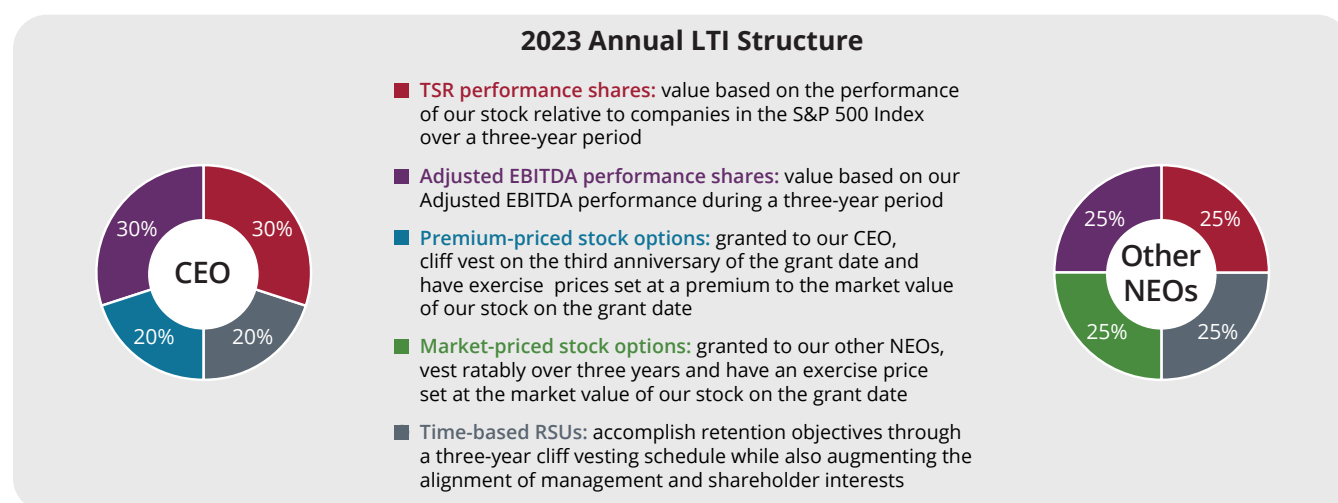 2023 Annual LTI Structure
TSR performance shares: value based on the performance
of our stock relative to companies in the S&P 500 Index
over a three-year period
Adjusted EBITDA performance shares: value based on our
Adjusted EBITDA performance during a three-year period
Premium-priced stock options: granted to our CEO,
cliff vest on the third anniversary of the grant date and
have exercise prices set at a premium to the market value
of our stock on the grant date
Market-priced stock options: granted to our other NEOs,
vest ratably over three years and have an exercise price
set at the market value of our stock on the grant date
Time-based RSUs: accomplish retention objectives through
a three-year cliff vesting schedule while also augmenting the
alignment of management and shareholder interests
30%
30%
CEO
20%
20%
25%
25%
Other
NEOs
25%
25%